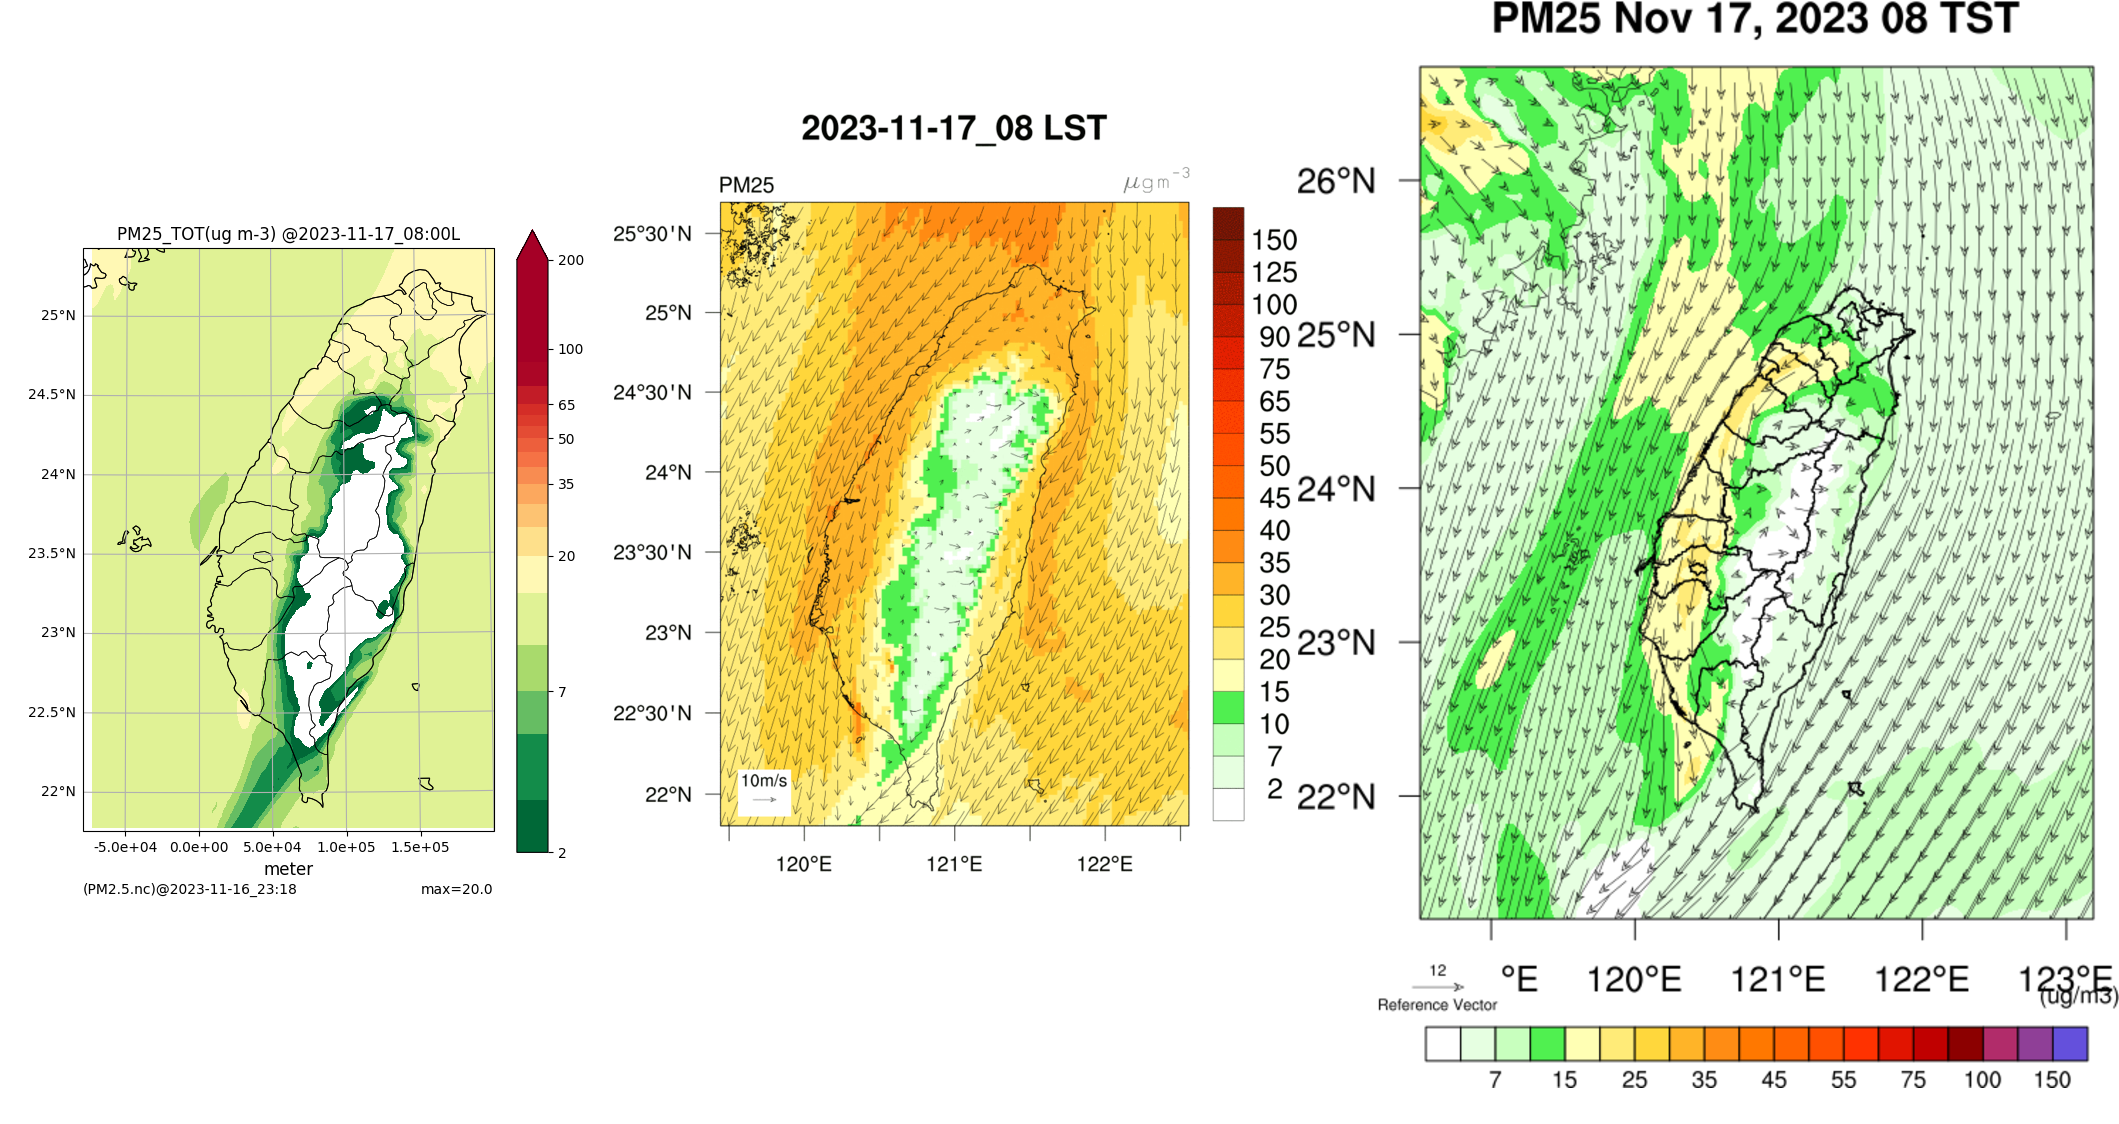 PM25_TOT(ug m-3) @2023-11-17_08:00L
25°N
24.5°N
24°N
23.5°N
23°N
22.5°N
22°N
-5.0e+04 0.0e+00 5.0e+04 1.0e+05 1.5e+05
meter
(PM2.5.nc)@2023-11-16_23:18 max=20.0
200
100
65
50
35
20
7
2
2023-11-17_08 LST
PM25 μgm-3
25°30'N
25°N
24°30'N
24°N
23°30'N
23°N
22°30'N
22°N
10m/s
120°E 121°E 122°E
150
125
100
90
75
65
55
50
45
40
35
30
25
20
15
10
7
2
PM25 Nov 17, 2023 08 TST
26°N
25°N
24°N
23°N
22°N
°E 120°E 121°E 122°E 123°E
12
Reference Vector
(ug/m3)
7 15 25 35 45 55 75 100 150